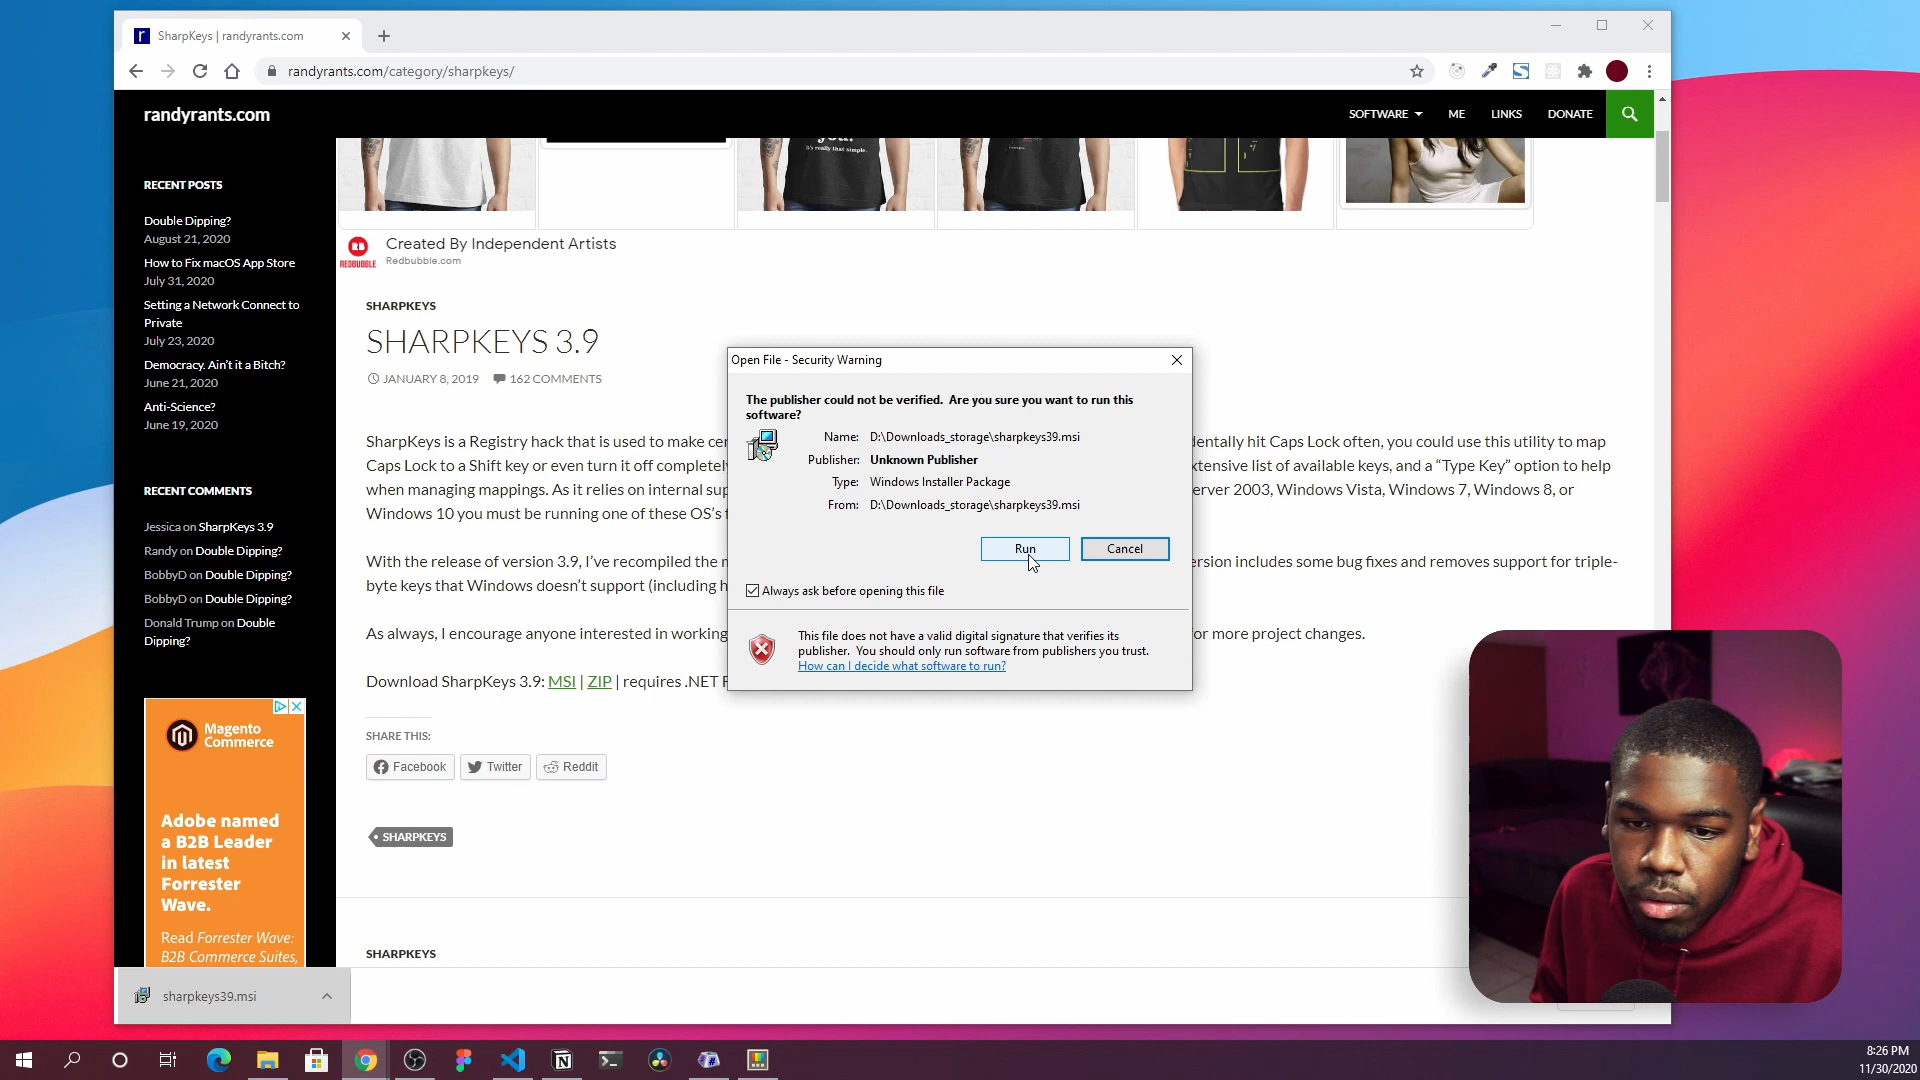 SharpKeys | randyrants.com
randyrants.com/category/sharpkeys/
randyrants.com
SOFTWARE
ME
LINKS
DONATE
RECENT POSTS
Double Dipping?
August 21, 2020
How to Fix macOS App Store
July 31, 2020
Setting a Network Connect to
Private
July 23, 2020
Democracy. Ain't it a Bitch?
June 21, 2020
Anti-Science?
June 19, 2020
RECENT COMMENTS
Jessica on SharpKeys 3.9
Randy on Double Dipping?
BobbyD on Double Dipping?
BobbyD on Double Dipping?
Donald Trump on Double
Dipping?
Magento
Commerce
Adobe named
a B2B Leader
in latest
Forrester
Wave.
Read Forrester Wave:
B2B Commerce Suites,
you.
it's really that simple.
REDBUBBLE
Created By Independent Artists
Redbubble.com
SHARPKEYS
SHARPKEYS 3.9
JANUARY 8, 2019
162 COMMENTS
SharpKeys is a Registry hack that is used to make cer
dentally hit Caps Lock often, you could use this utility to map
Caps Lock to a Shift key or even turn it off completely
xtensive list of available keys, and a “Type Key” option to help
when managing mappings. As it relies on internal sup
erver 2003, Windows Vista, Windows 7, Windows 8, or
Windows 10 you must be running one of these OS's t
With the release of version 3.9, I've recompiled the m
ersion includes some bug fixes and removes support for triple-
byte keys that Windows doesn't support (including h
As always, I encourage anyone interested in working
or more project changes.
Download SharpKeys 3.9: MSI | ZIP | requires .NET F
SHARE THIS:
Facebook
Twitter
Reddit
SHARPKEYS
SHARPKEYS
Open File - Security Warning
The publisher could not be verified. Are you sure you want to run this
software?
Name: D:\Downloads_storage\sharpkeys39.msi
Publisher: Unknown Publisher
Type: Windows Installer Package
From: D:\Downloads_storage\sharpkeys39.msi
Run
Cancel
Always ask before opening this file
This file does not have a valid digital signature that verifies its
publisher. You should only run software from publishers you trust.
How can I decide what software to run?
sharpkeys39.msi
8:26 PM
11/30/2020